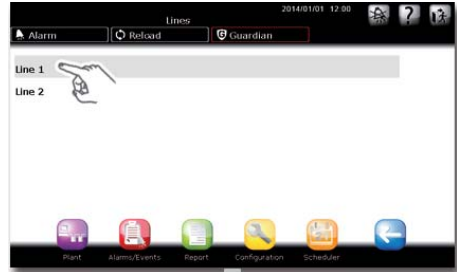 2014/01/01 12:00
Lines
?
Alarm Reload Guardian
Line 1
Line 2
Plant Alarms/Events Report Configuration Scheduler